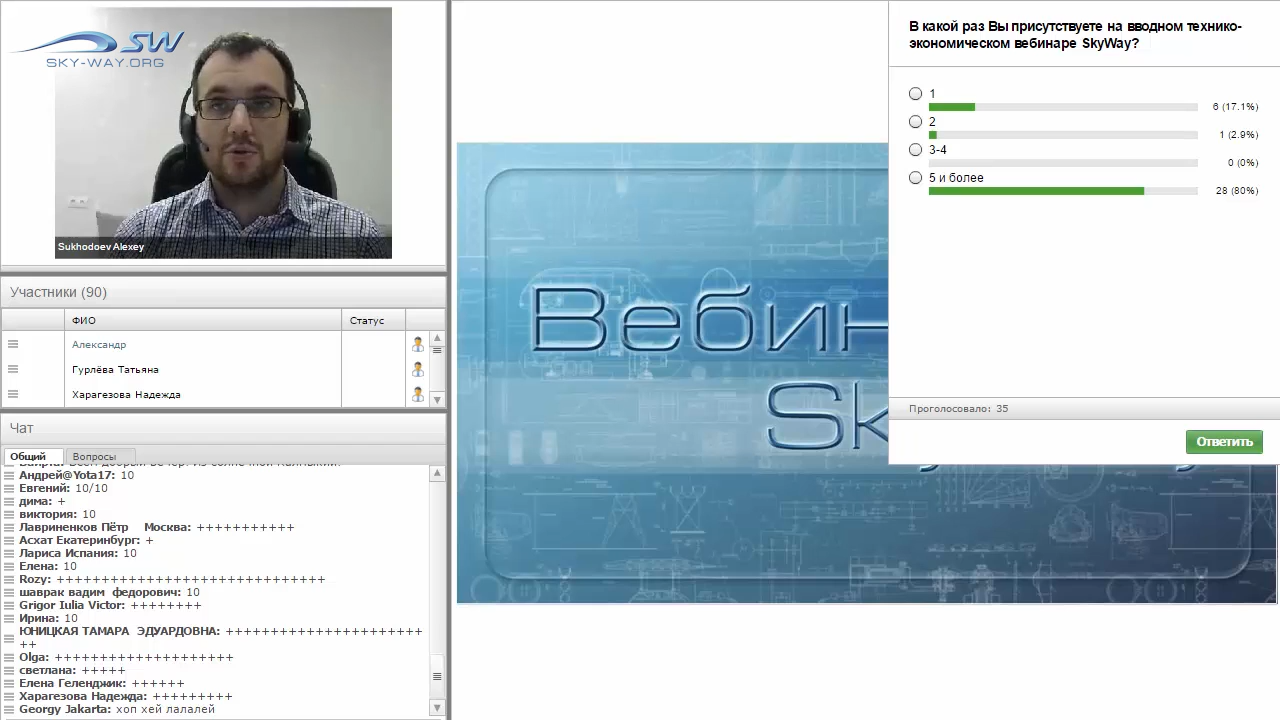 SW
SKY-WAY.ORG
Sukhodoev Alexey
Участники (90)
ФИО Статус
Александр
Гурлёва Татьяна
Харагезова Надежда
Чат
Общий Вопросы
Андрей@Yota17: 10
Евгений: 10/10
дима: +
виктория: 10
Лавриненков Пётр Москва: +++++++++++
Асхат Екатеринбург: +
Лариса Испания: 10
Елена: 10
Rozy: ++++++++++++++++++++++++++++++
шаврак вадим федорович: 10
Grigor Iulia Victor: ++++++++
Ирина: 10
ЮНИЦКАЯ ТАМАРА ЭДУАРДОВНА: ++++++++++++++++++++++
++
Olga: ++++++++++++++++++++
светлана: +++++
Елена Геленджик: ++++++
Харагезова Надежда: +++++++++
Georgy Jakarta: хоп хей лалалей
Вебин
Sk
В какой раз Вы присутствуете на вводном технико-
экономическом вебинаре SkyWay?
1
6 (17.1%)
2
1 (2.9%)
3-4
0 (0%)
5 и более
28 (80%)
Проголосовало: 35
Ответить